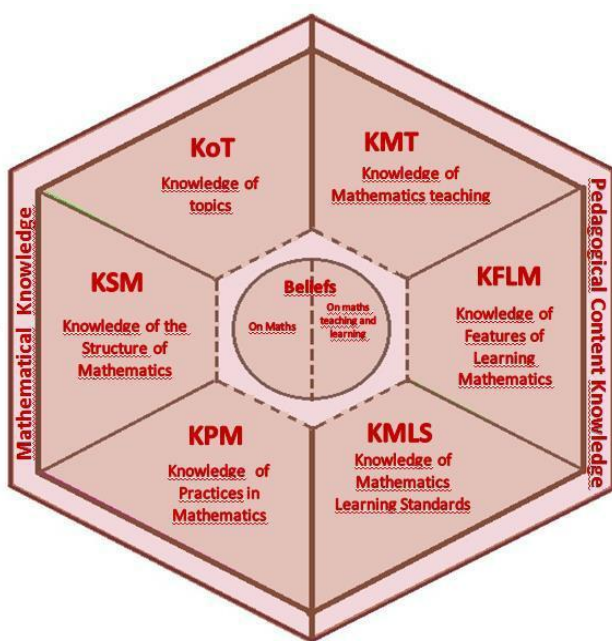 KoT
Knowledge of
topics
KMT
Knowledge of
Mathematics teaching
Mathematical Knowledge
KSM
Knowledge of the
Structure of
Mathematics
Beliefs
On Maths
On maths
teaching and
learning
KFLM
Knowledge of
Features of
Learning
Mathematics
Pedagogical Content Knowledge
KPM
Knowledge of
Practices in
Mathematics
KMLS
Knowledge of
Mathematics
Learning Standards